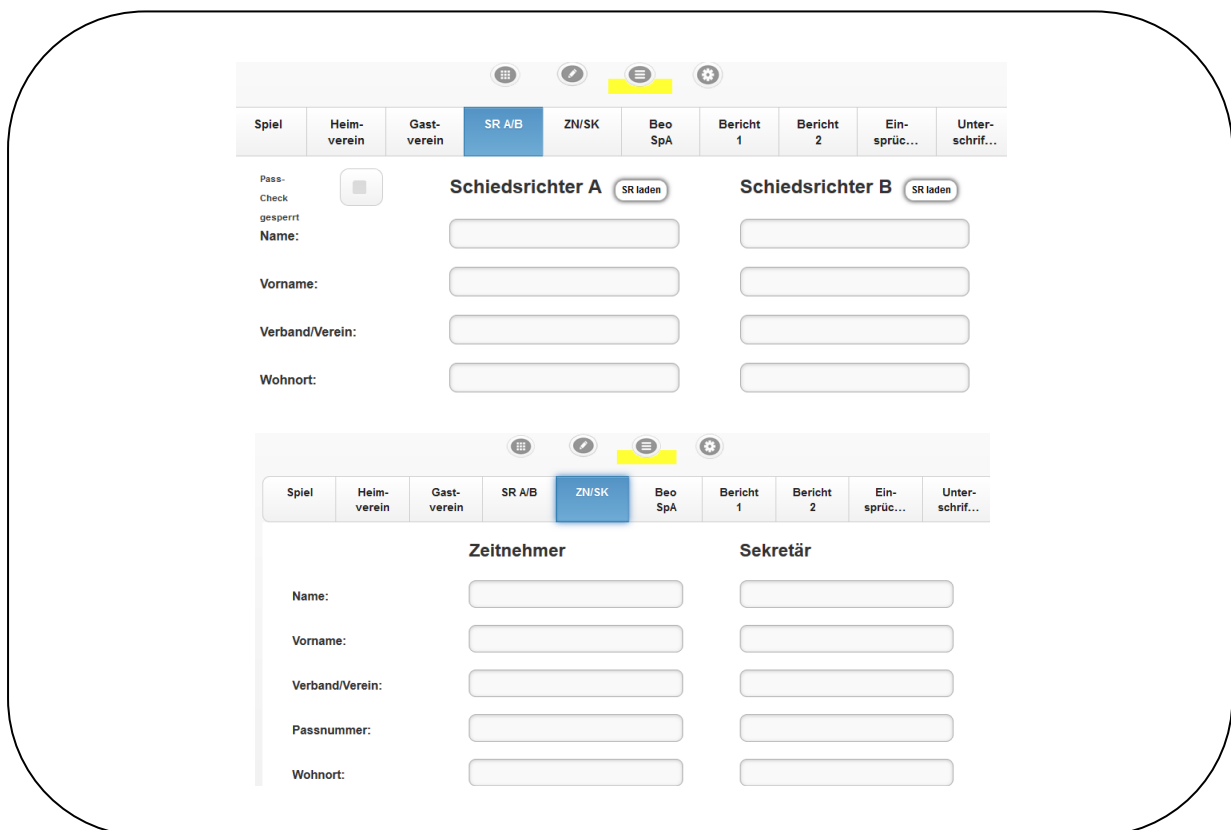 Spiel Heim- Gast- SR A/B ZN/SK Beo Bericht Bericht Ein- Unter-
verein verein SpA 1 2 sprüc... schrif...
Pass-
Check
gesperrt
Schiedsrichter A SR laden Schiedsrichter B SR laden
Name:
Vorname:
Verband/Verein:
Wohnort:
Spiel Heim- Gast- SR A/B ZN/SK Beo Bericht Bericht Ein- Unter-
verein verein SpA 1 2 sprüc... schrif...
Zeitnehmer Sekretär
Name:
Vorname:
Verband/Verein:
Passnummer:
Wohnort: